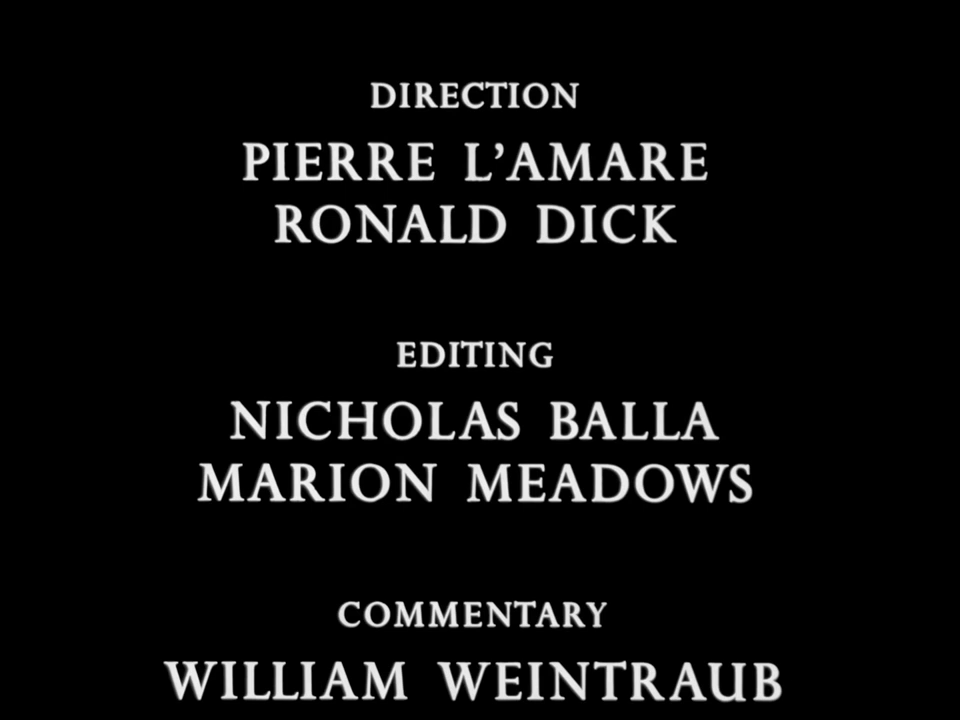 DIRECTION
PIERRE L’AMARE
RONALD DICK
EDITING
NICHOLAS BALLA
MARION MEADOWS
COMMENTARY
WILLIAM WEINTRAUB